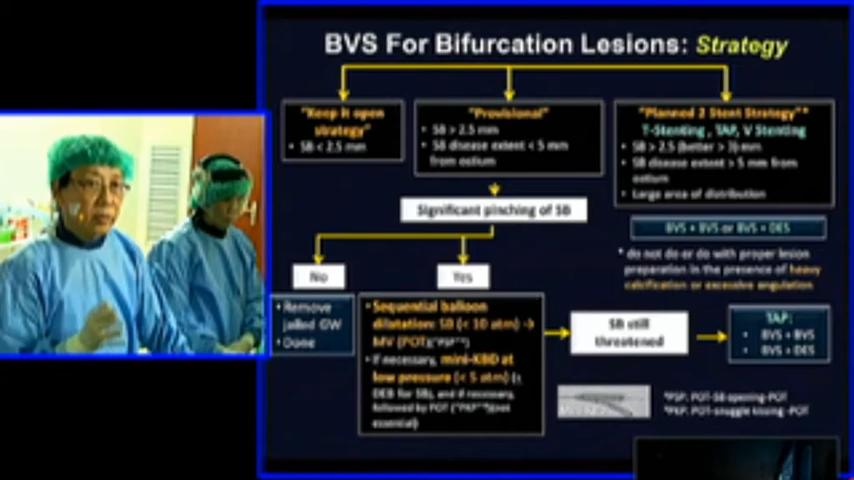 BVS For Bifurcation Lesions: Strategy
"Keep it open
strategy"
• SB < 2.5 mm
"Provisional"
• SB > 2.5 mm
• SB disease extent < 5 mm
from ostium
"Planned 2 Stent Strategy"*
T-Stenting , TAP, V Stenting
• SB > 2.5 (better > 3) mm
• SB disease extent > 5 mm from
ostium
• Large area of distribution
Significant pinching of SB
BVS + BVS or BVS + DES
* do not do or do with proper lesion
preparation in the presence of heavy
calcification or excessive angulation
No
Yes
• Remove
jailed GW
• Done
• Sequential balloon
dilatation: SB (< 10 atm) →
MV (POT)("PSP")
• If necessary, mini-KBD at
low pressure (< 5 atm) (
DEB for SB), and if necessary,
followed by POT ("PKP")(not
essential)
SB still
threatened
TAP:
• BVS + BVS
• BVS + DES
*PSP: POT-SB opening-POT
*PKP: POT-snuggle kissing -POT